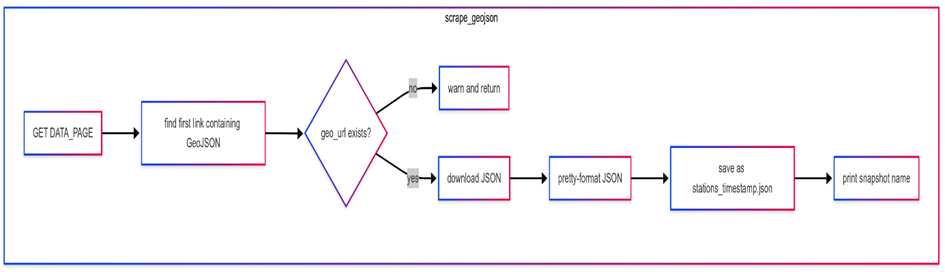 scrape_geojson
GET DATA_PAGE
find first link containing
GeoJSON
geo_url exists?
no
warn and return
yes
download JSON
pretty-format JSON
save as
stations_timestamp.json
print snapshot name